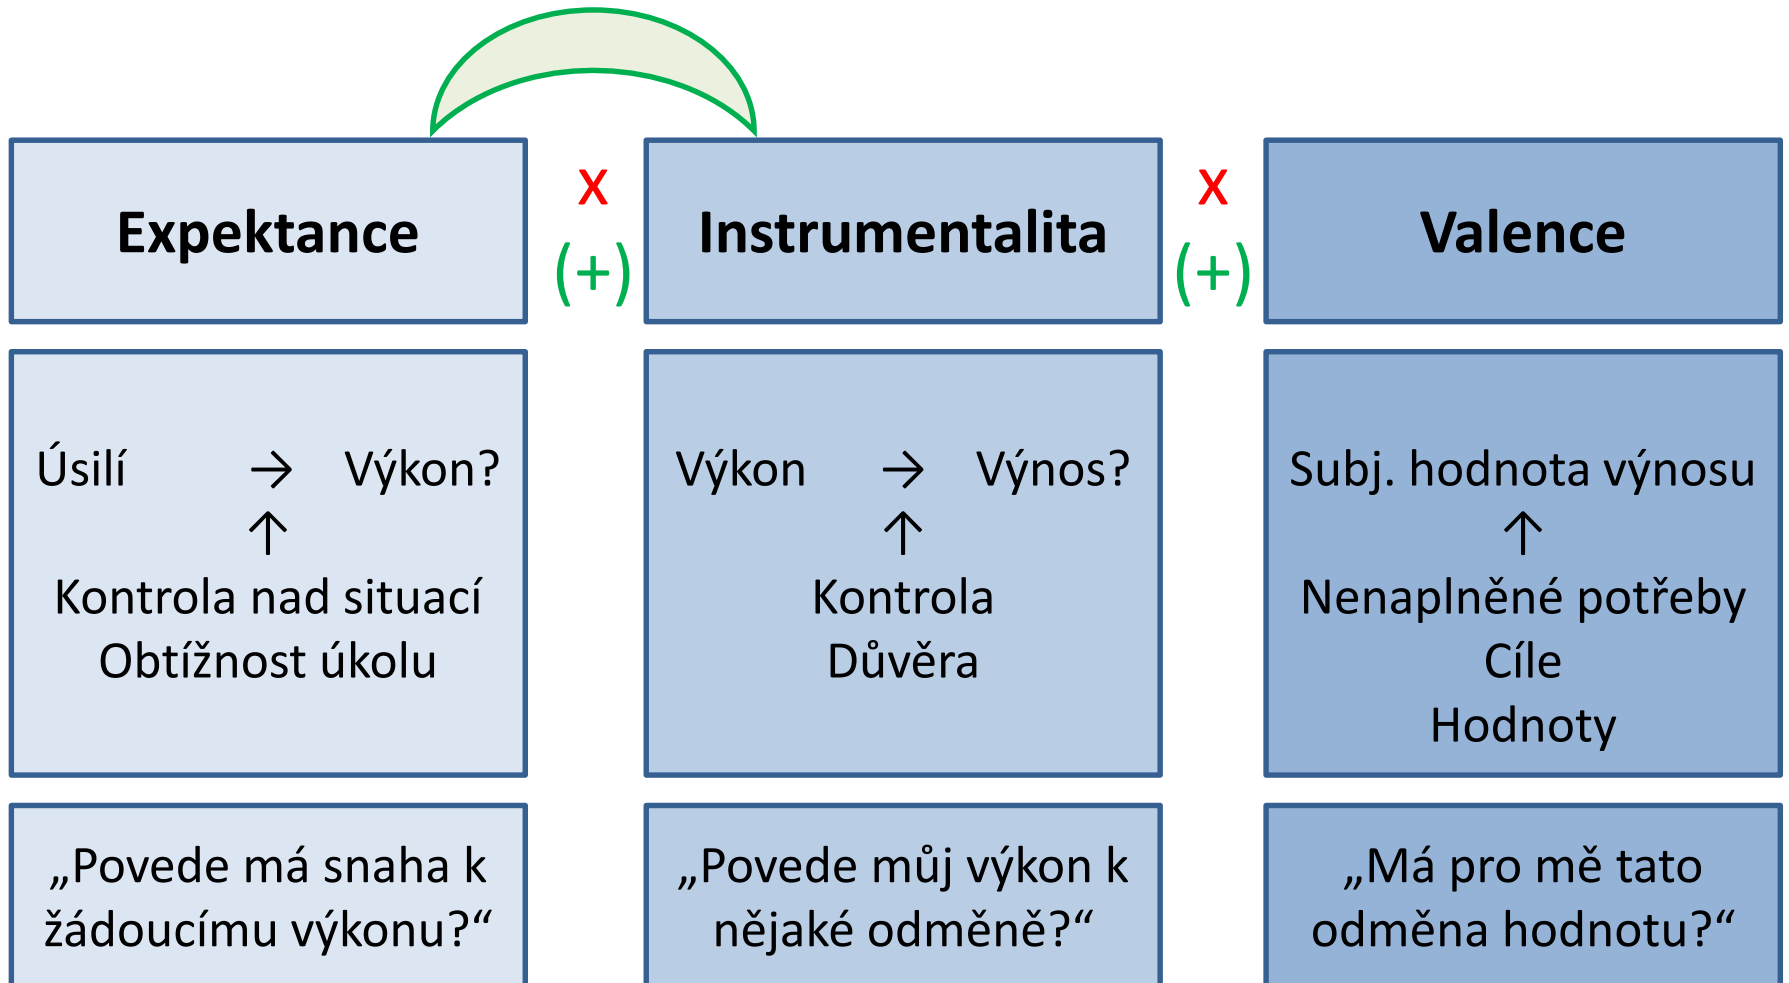 Expektance
x
(+)
Instrumentalita
x
(+)
Valence
Úsilí → Výkon?
↑
Kontrola nad situací
Obtížnost úkolu
Výkon → Výnos?
↑
Kontrola
Důvěra
Subj. hodnota výnosu
↑
Nenaplněné potřeby
Cíle
Hodnoty
„Povede má snaha k
žádoucímu výkonu?“
„Povede můj výkon k
nějaké odměně?“
„Má pro mě tato
odměna hodnotu?“